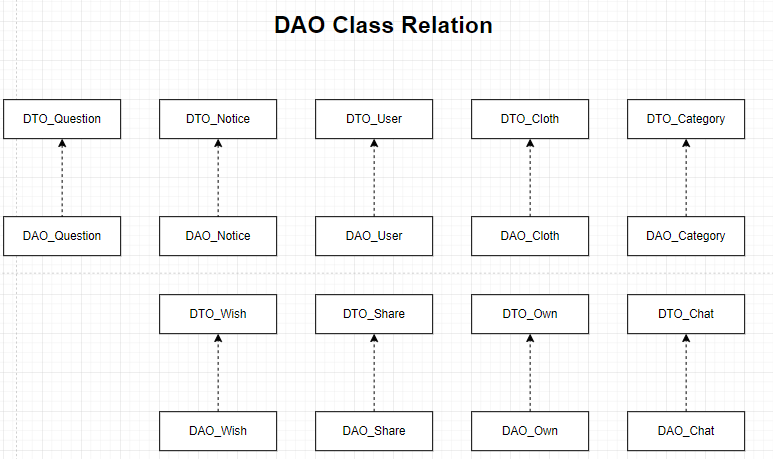 DAO Class Relation
DTO_Question DTO_Notice DTO_User DTO_Cloth DTO_Category
DAO_Question DAO_Notice DAO_User DAO_Cloth DAO_Category
DTO_Wish DTO_Share DTO_Own DTO_Chat
DAO_Wish DAO_Share DAO_Own DAO_Chat